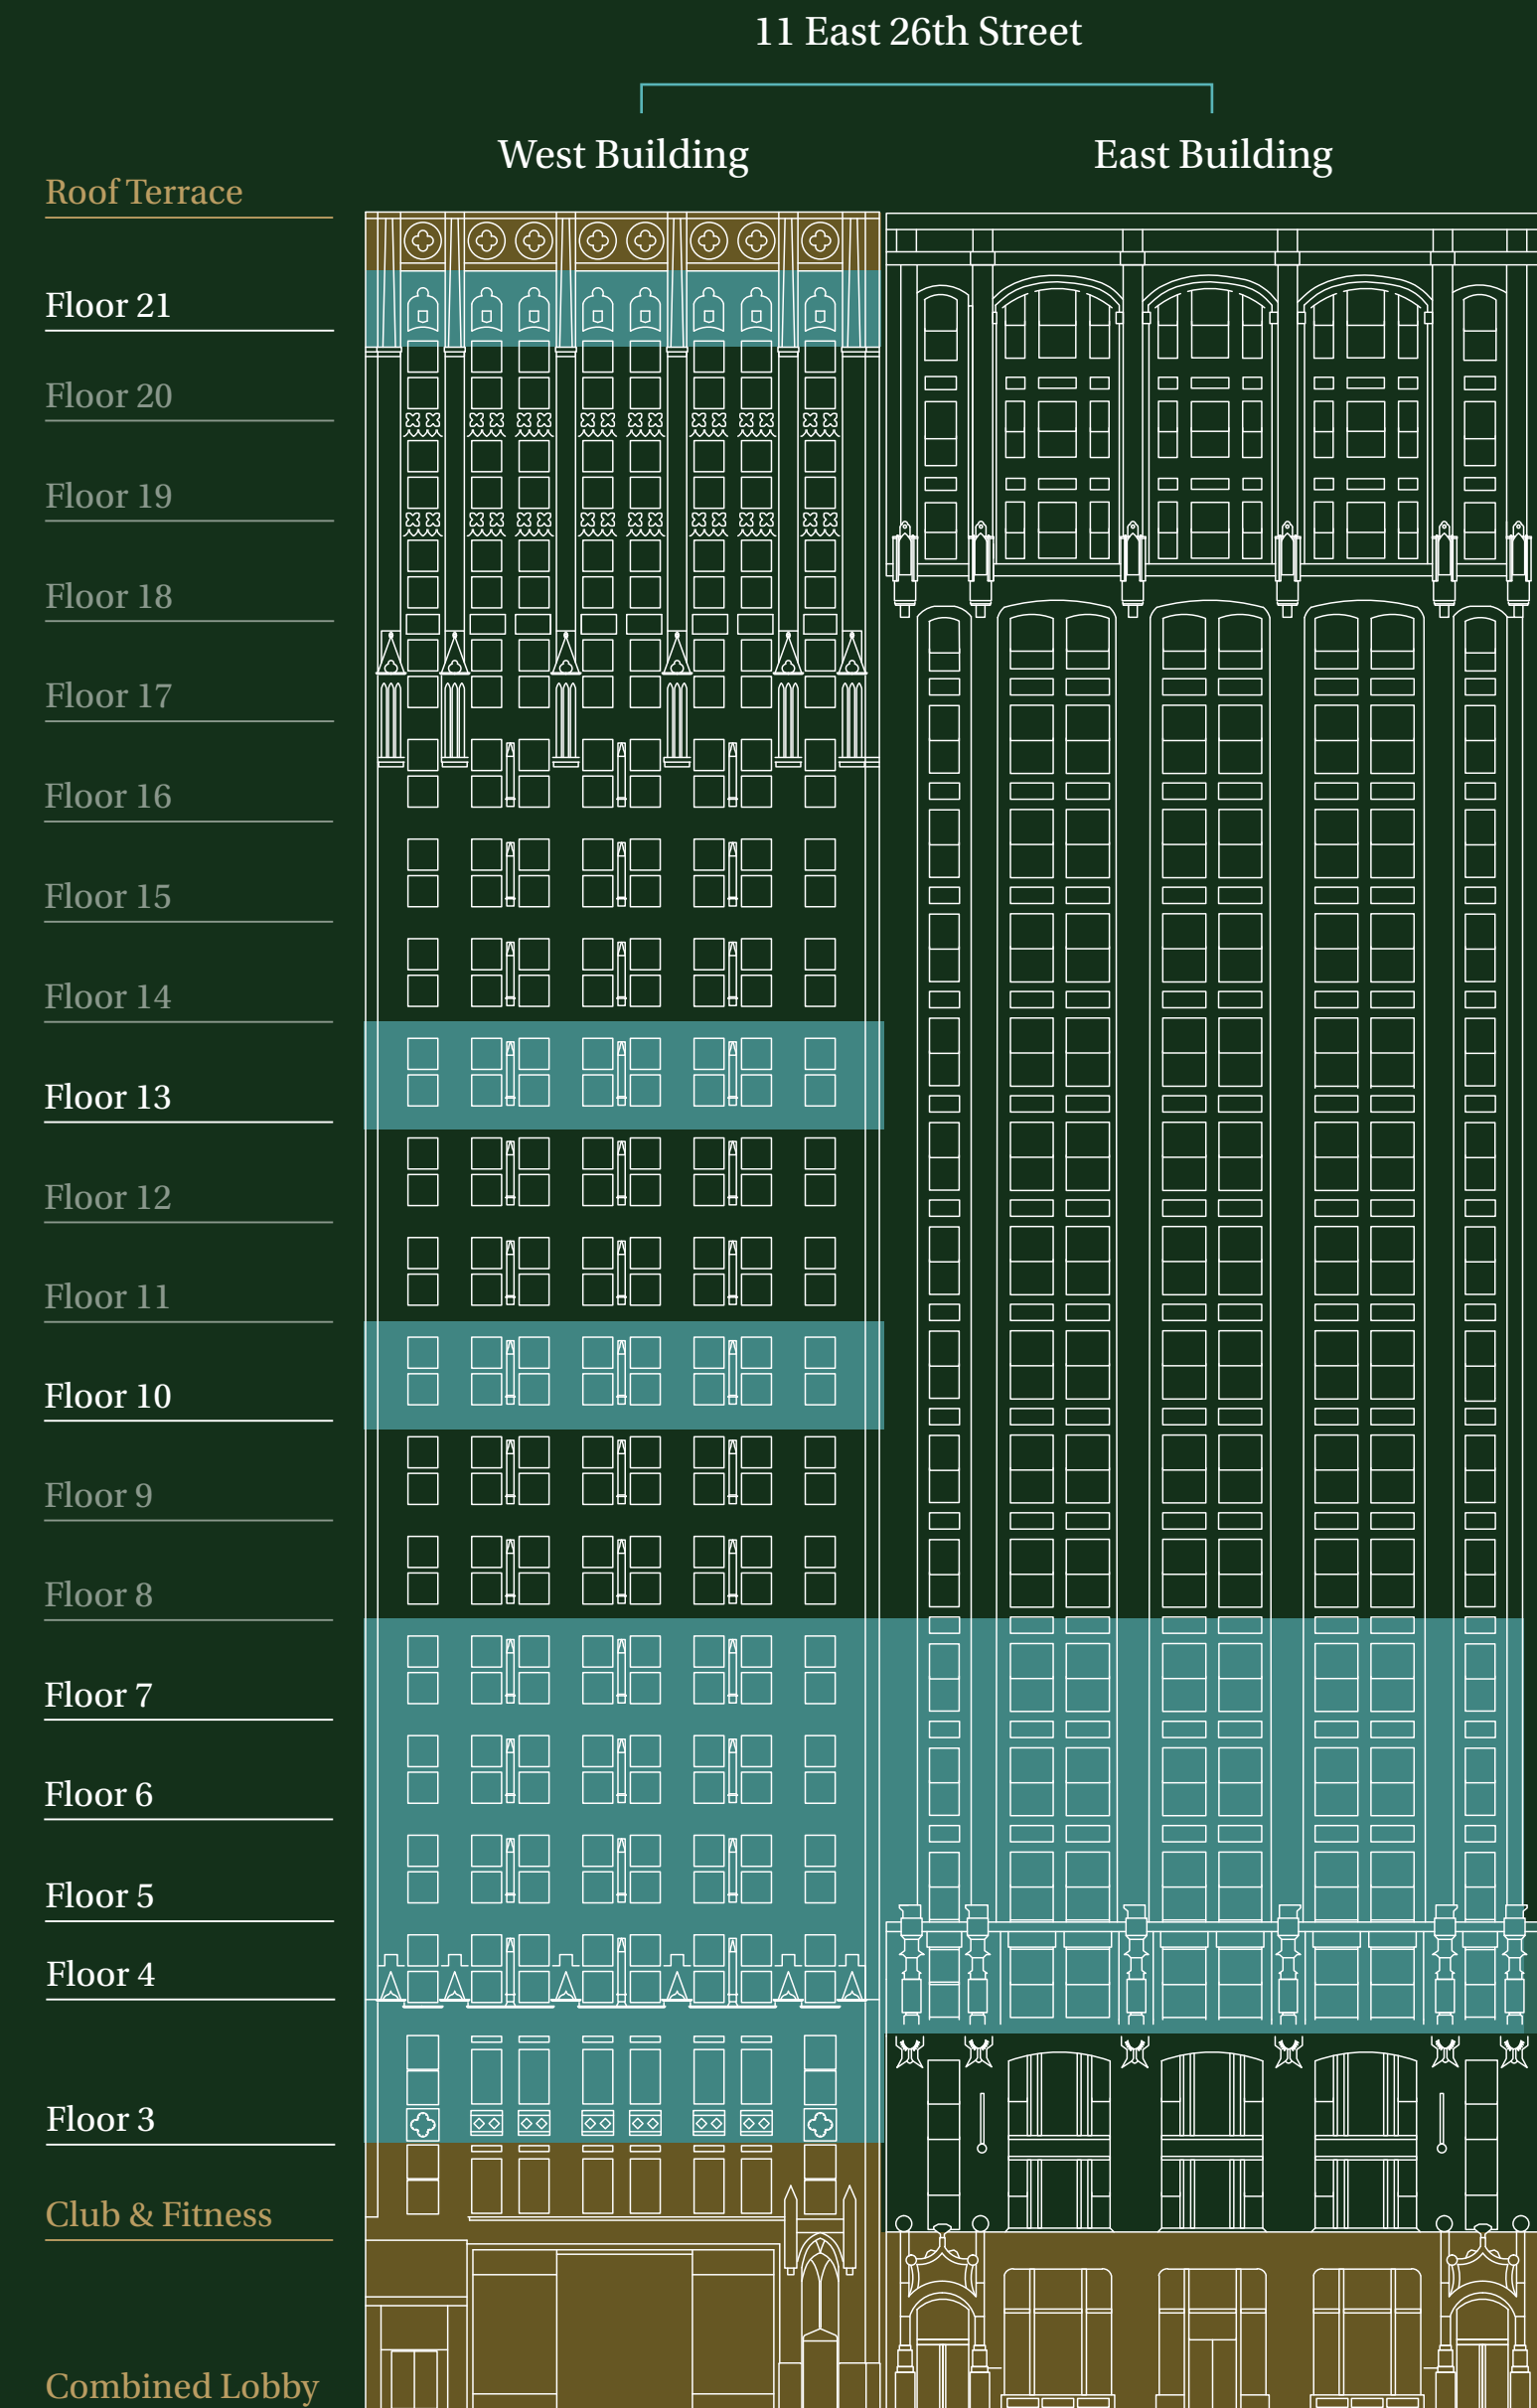 11 East 26th Street
West Building
East Building
Roof Terrace
Floor 21
Floor 20
Floor 19
Floor 18
Floor 17
Floor 16
Floor 15
Floor 14
Floor 13
Floor 12
Floor 11
Floor 10
Floor 9
Floor 8
Floor 7
Floor 6
Floor 5
Floor 4
Floor 3
Club & Fitness
Combined Lobby